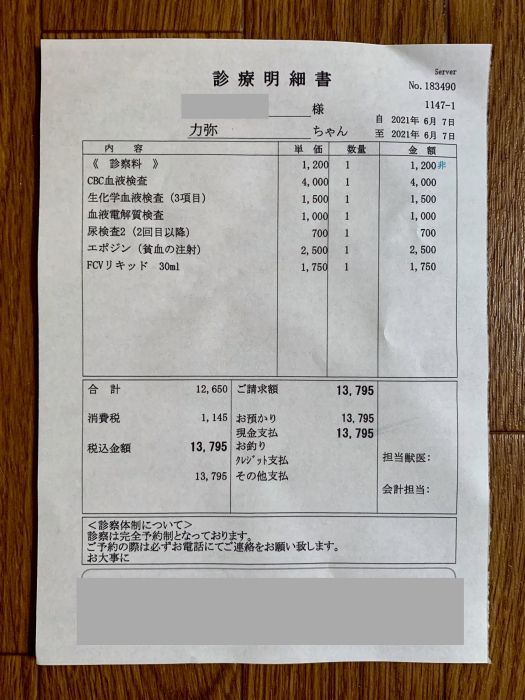 Server
診療明細書
No. 183490
1147-1
様
自 2021年 6月 7日
力弥 ちゃん
至 2021年 6月 7日
内 容 単 価 数量 金 額
《 診察料 》 1,200 1 1,200非
CBC血液検査 4,000 1 4,000
生化学血液検査（3項目） 1,500 1 1,500
血液電解質検査 1,000 1 1,000
尿検査2（2回目以降） 700 1 700
エポジン（貧血の注射） 2,500 1 2,500
FCVリキッド 30ml 1,750 1 1,750
合 計 12,650 ご請求額 13,795
消費税 1,145 お預かり 13,795
現金支払 13,795
税込金額 13,795 お釣り
ｸﾚｼﾞｯﾄ支払
担当獣医：
13,795 その他支払
会計担当：
＜診察体制について＞
診察は完全予約制となっております。
ご予約の際は必ずお電話にてご連絡をお願い致します。
お大事に